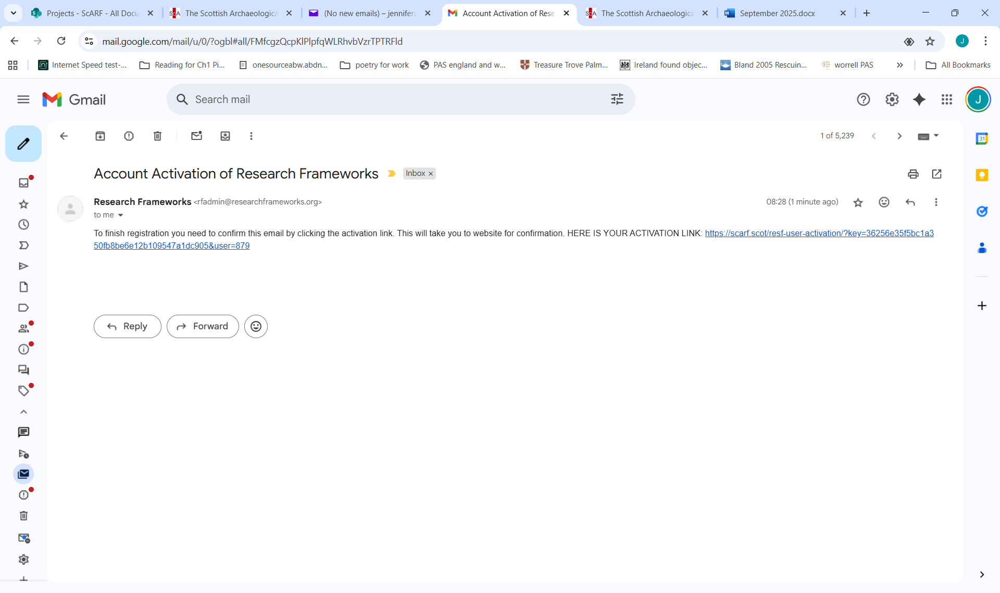 Projects - ScARF - All Docu
The Scottish Archaeologica
(No new emails) – jennifera
Account Activation of Rese
The Scottish Archaeologica
September 2025.docx
mail.google.com/mail/u/0/?ogbl#all/FMfcgzQcpKlPlpfqWLRhvbVzrTPTRFld
J
Internet Speed test-...
Reading for Ch1 Pi...
onesourceabw.abdn...
poetry for work
PAS england and w...
Treasure Trove Palm...
Ireland found objec...
Bland 2005 Rescuin...
worrell PAS
All Bookmarks
Gmail
Search mail
J
1 of 5,239
31
Account Activation of Research Frameworks
Inbox
Research Frameworks <rfadmin@researchframeworks.org>
08:28 (1 minute ago)
to me
To finish registration you need to confirm this email by clicking the activation link. This will take you to website for confirmation. HERE IS YOUR ACTIVATION LINK: https://scarf.scot/resf-user-activation/?key=36256e35f5bc1a3
50fb8be6e12b109547a1dc905&user=879
Reply
Forward